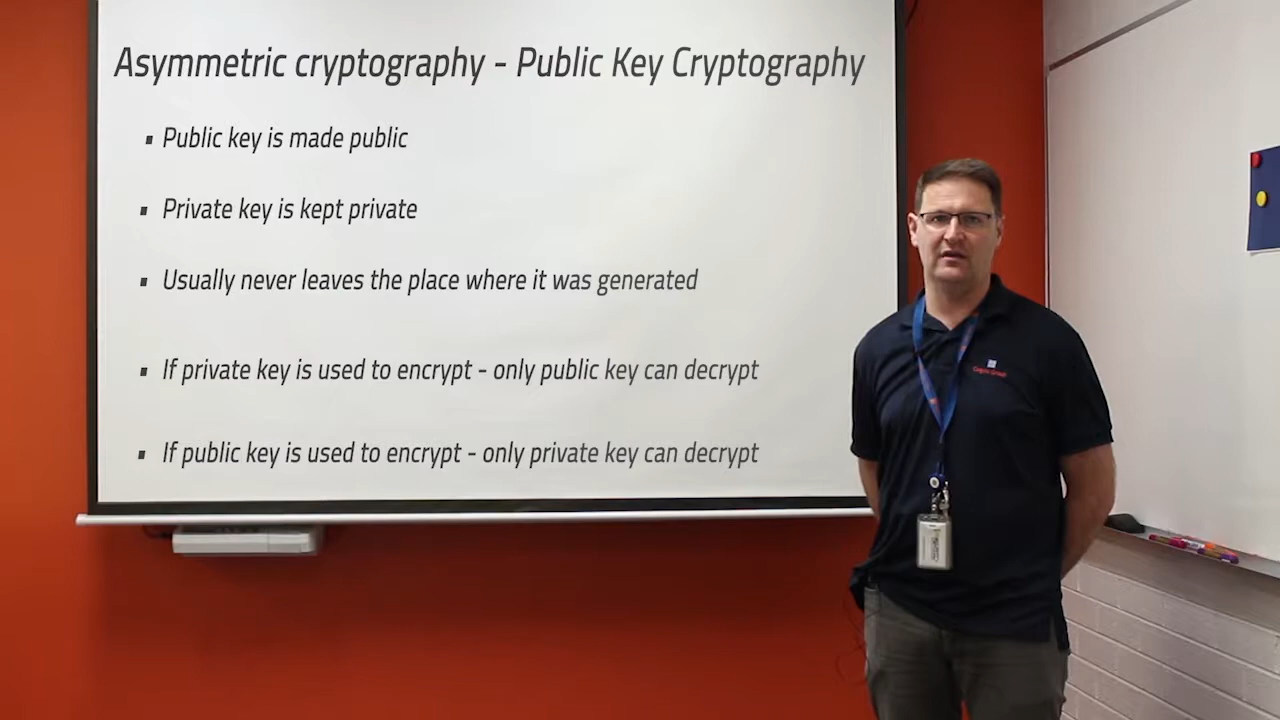 Asymmetric cryptography - Public Key Cryptography
▪ Public key is made public
▪ Private key is kept private
▪ Usually never leaves the place where it was generated
▪ If private key is used to encrypt - only public key can decrypt
▪ If public key is used to encrypt - only private key can decrypt